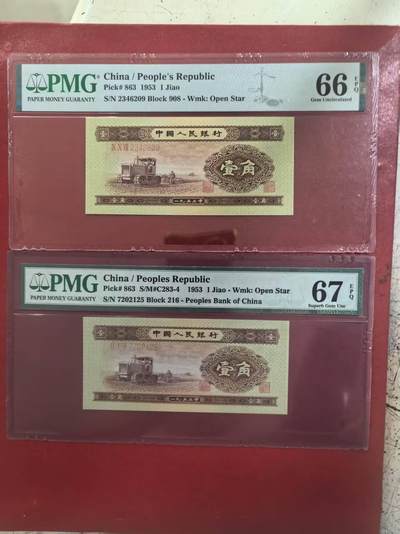 PMG
PAPER MONEY GUARANTY
China / People's Republic
Pick# 863 1953 1 Jiao
S/N 2346209 Block 908 - Wmk: Open Star
66 EPQ
Gem Uncirculated
中國人民銀行
壹角
PMG
PAPER MONEY GUARANTY
China / Peoples Republic
Pick# 863 S/M#C283-4 1953 1 Jiao - Wmk: Open Star
S/N 7202125 Block 216 - Peoples Bank of China
67 EPQ
Superb Gem Unc
中國人民銀行
壹角